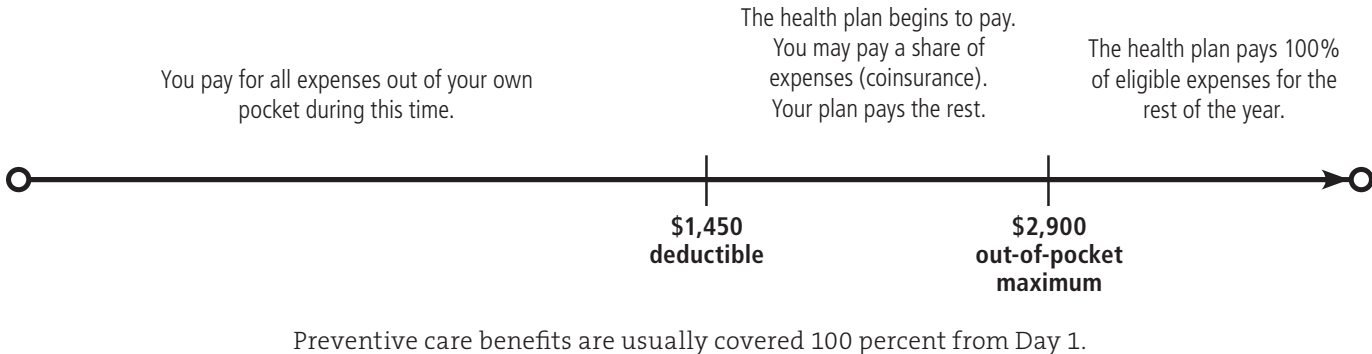 You pay for all expenses out of your own
pocket during this time.
The health plan begins to pay.
You may pay a share of
expenses (coinsurance).
Your plan pays the rest.
The health plan pays 100%
of eligible expenses for the
rest of the year.
$1,450
deductible
$2,900
out-of-pocket
maximum
Preventive care benefits are usually covered 100 percent from Day 1.